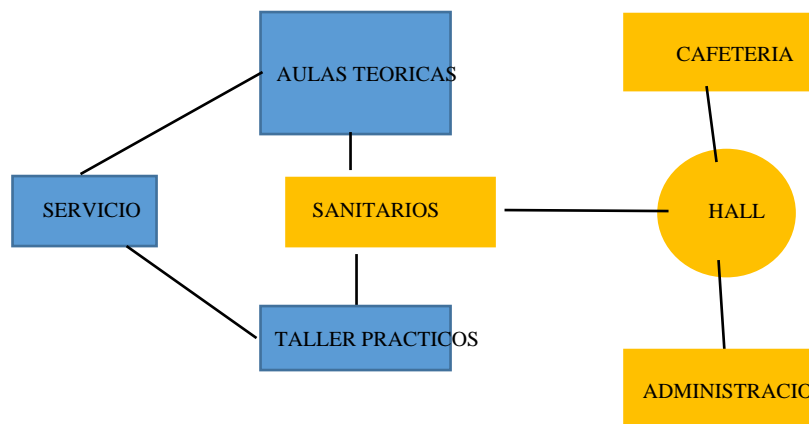 AULAS TEORICAS
CAFETERIA
SERVICIO
SANITARIOS
HALL
TALLER PRACTICOS
ADMINISTRACIO